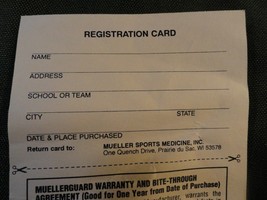 REGISTRATION CARD
NAME
ADDRESS
SCHOOL OR TEAM
CITY STATE
DATE & PLACE PURCHASED
Return card to: MUELLER SPORTS MEDICINE, INC
One Quench Drive, Prairie du Sac, WI 53578
MUELLERGUARD WARRANTY AND BITE-THROUGH
AGREEMENT (Good for One Year from Date of Purchase)
warrants the